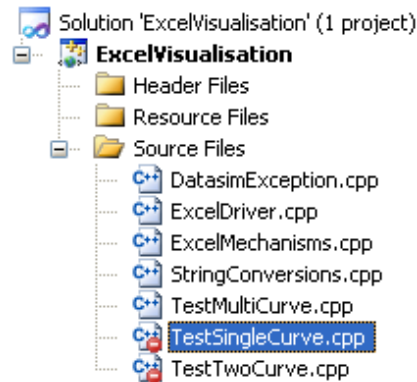 Solution 'ExcelVisualisation' (1 project)
ExcelVisualisation
Header Files
Resource Files
Source Files
DatasimException.cpp
ExcelDriver.cpp
ExcelMechanisms.cpp
StringConversions.cpp
TestMultiCurve.cpp
TestSingleCurve.cpp
TestTwoCurve.cpp